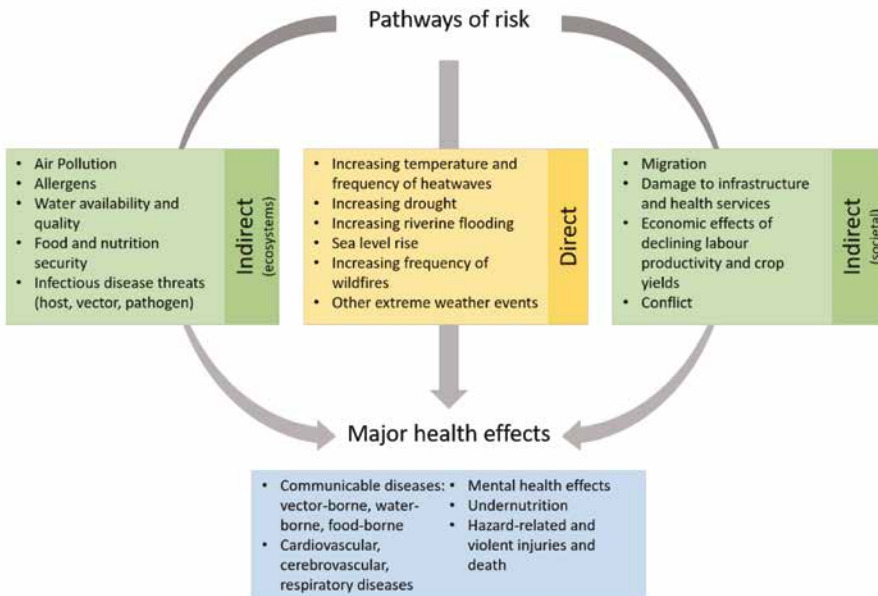 Pathways of risk
• Air Pollution
• Allergens
• Water availability and
quality
• Food and nutrition
security
• Infectious disease threats
(host, vector, pathogen)
Indirect
(ecosystems)
• Increasing temperature and
frequency of heatwaves
• Increasing drought
• Increasing riverine flooding
• Sea level rise
• Increasing frequency of
wildfires
• Other extreme weather events
Direct
• Migration
• Damage to infrastructure
and health services
• Economic effects of
declining labour
productivity and crop
yields
• Conflict
Indirect
(societal)
Major health effects
• Communicable diseases:
vector-borne, water-
borne, food-borne
• Cardiovascular,
cerebrovascular,
respiratory diseases
• Mental health effects
• Undernutrition
• Hazard-related and
violent injuries and
death